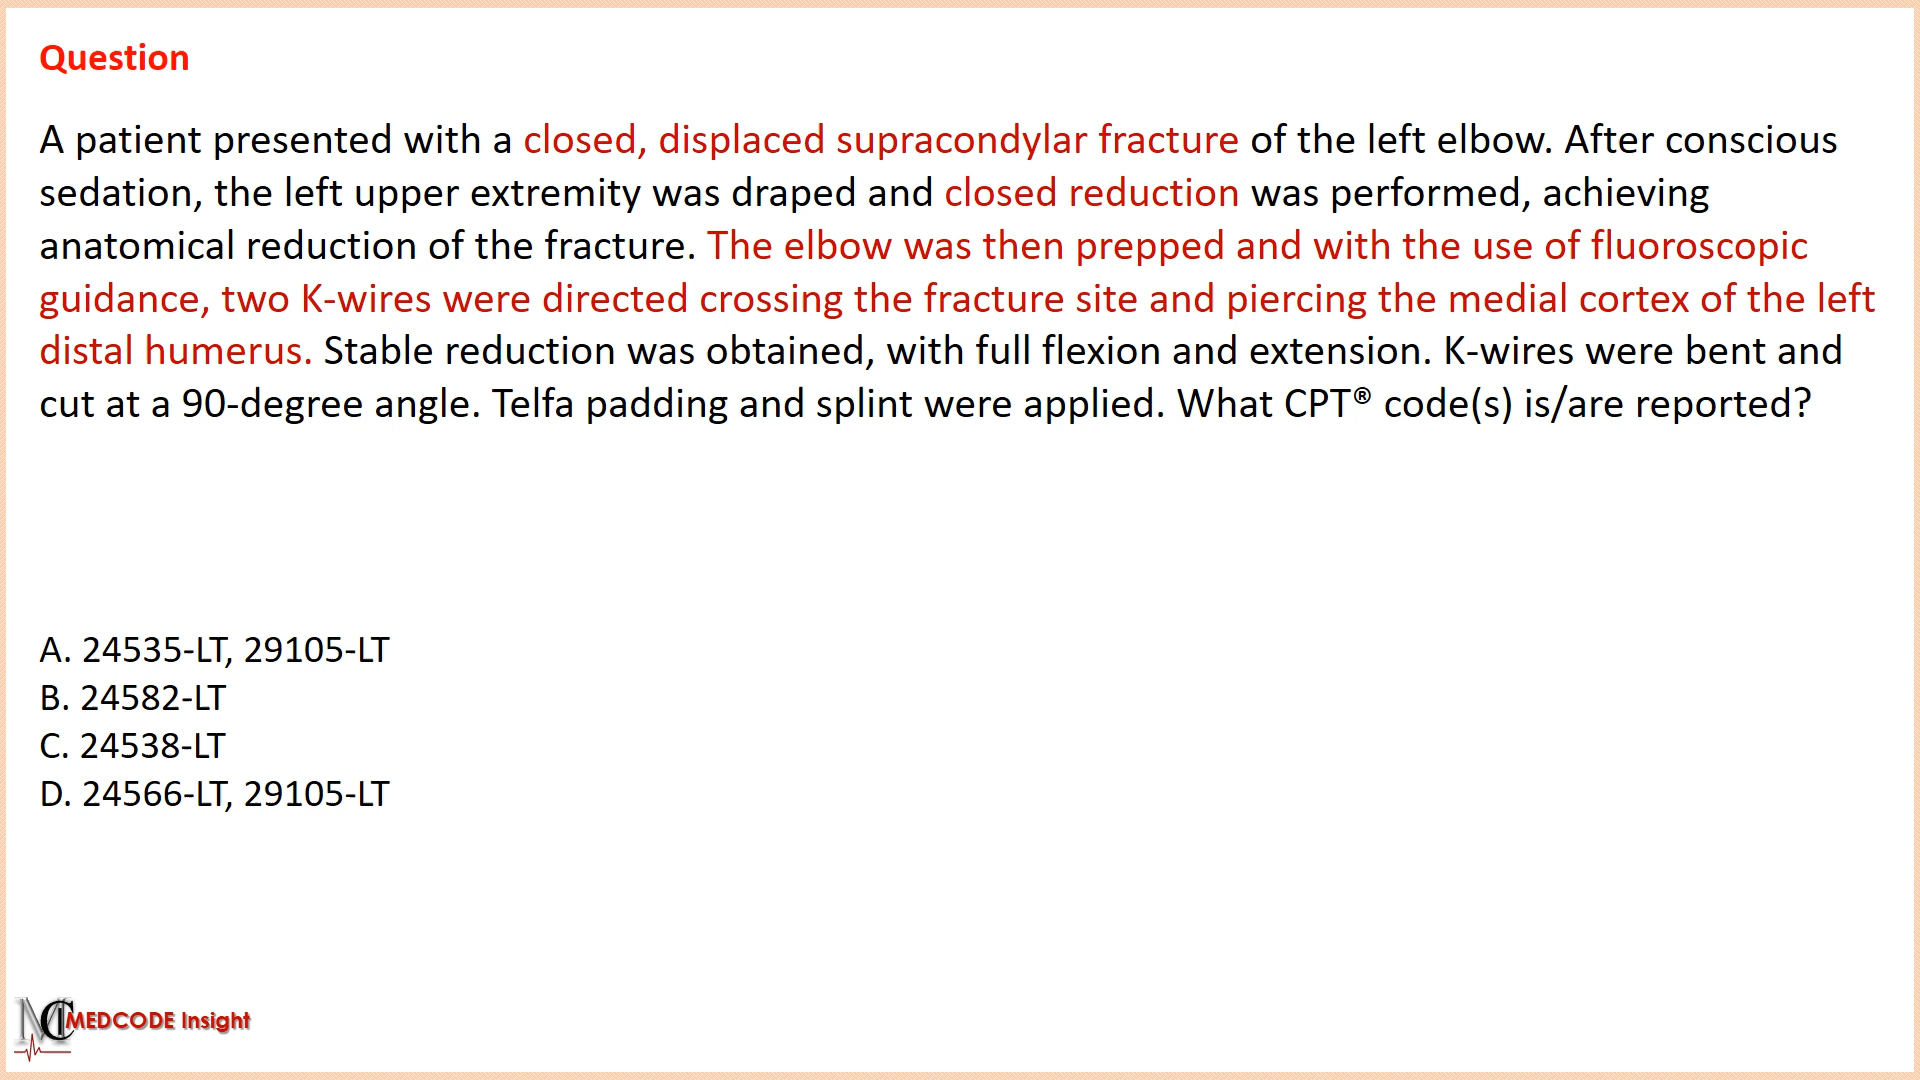 Question
A patient presented with a closed, displaced supracondylar fracture of the left elbow. After conscious
sedation, the left upper extremity was draped and closed reduction was performed, achieving
anatomical reduction of the fracture. The elbow was then prepped and with the use of fluoroscopic
guidance, two K-wires were directed crossing the fracture site and piercing the medial cortex of the left
distal humerus. Stable reduction was obtained, with full flexion and extension. K-wires were bent and
cut at a 90-degree angle. Telfa padding and splint were applied. What CPT® code(s) is/are reported?
A. 24535-LT, 29105-LT
B. 24582-LT
C. 24538-LT
D. 24566-LT, 29105-LT
MC MEDCODE Insight